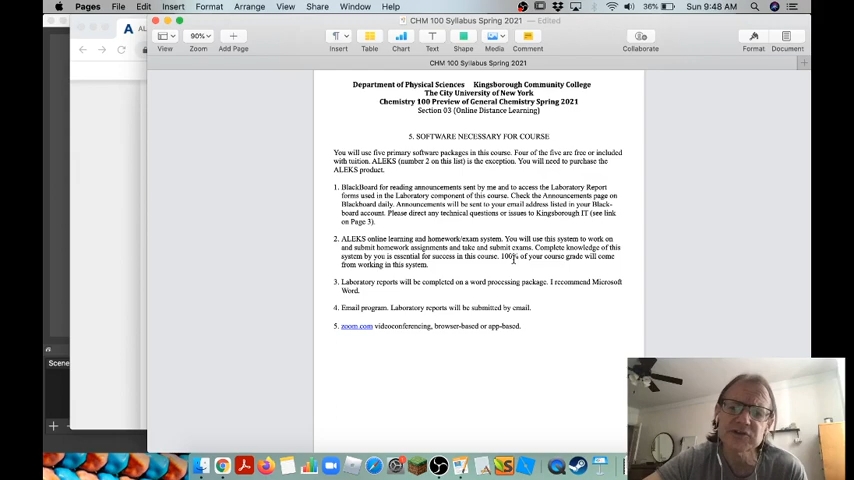 Pages File Edit Insert Format Arrange View Share Window Help 36% Sun 9:48 AM
CHM 100 Syllabus Spring 2021 — Edited
90%
View Zoom Add Page Insert Table Chart Text Shape Media Comment Collaborate Format Document
CHM 100 Syllabus Spring 2021
Department of Physical Sciences Kingsborough Community College
The City University of New York
Chemistry 100 Preview of General Chemistry Spring 2021
Section 03 (Online Distance Learning)
5. SOFTWARE NECESSARY FOR COURSE
You will use five primary software packages in this course. Four of the five are free or included
with tuition. ALEKS (number 2 on this list) is the exception. You will need to purchase the
ALEKS product.
1. BlackBoard for reading announcements sent by me and to access the Laboratory Report
forms used in the Laboratory component of this course. Check the Announcements page on
Blackboard daily. Announcements will be sent to your email address listed in your Black-
board account. Please direct any technical questions or issues to Kingsborough IT (see link
on Page 3).
2. ALEKS online learning and homework/exam system. You will use this system to work on
and submit homework assignments and take and submit exams. Complete knowledge of this
system by you is essential for success in this course. 100% of your course grade will come
from working in this system.
3. Laboratory reports will be completed on a word processing package. I recommend Microsoft
Word.
4. Email program. Laboratory reports will be submitted by email.
5. zoom.com videoconferencing, browser-based or app-based.
Scene